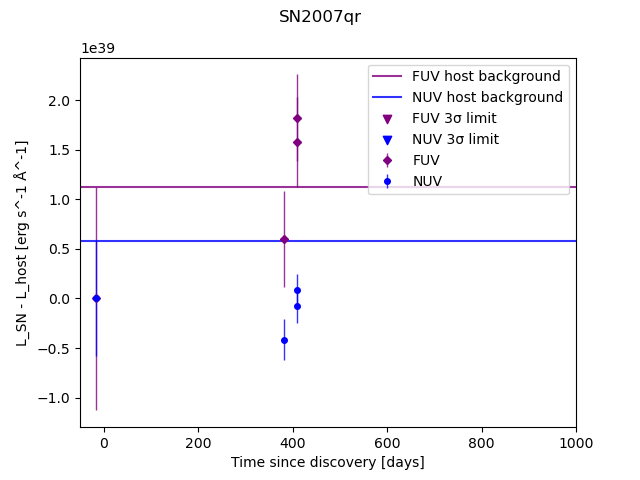 SN2007qr
1e39
FUV host background
NUV host background
FUV 3σ limit
NUV 3σ limit
FUV
NUV
2.0
1.5
1.0
0.5
0.0
−0.5
−1.0
L_SN - L_host [erg s^-1 Å^-1]
0 200 400 600 800 1000
Time since discovery [days]